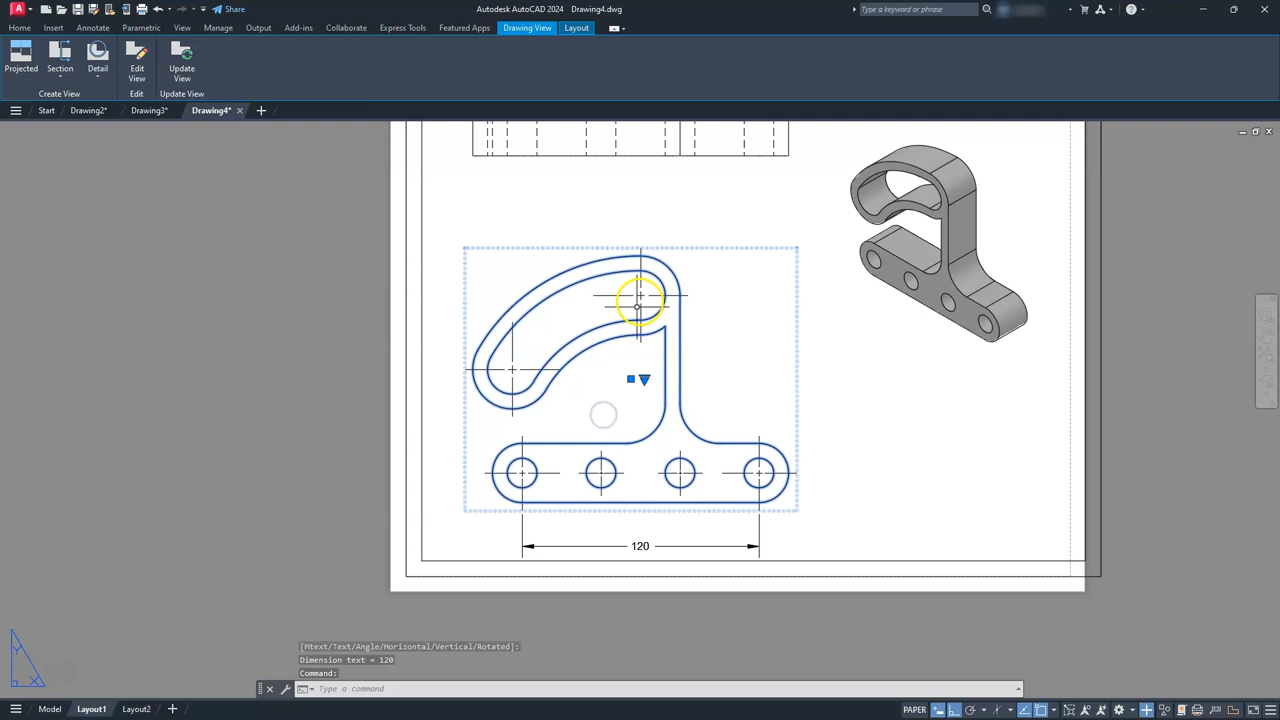 Share
Autodesk AutoCAD 2024 Drawing4.dwg
Type a keyword or phrase
Home Insert Annotate Parametric View Manage Output Add-ins Collaborate Express Tools Featured Apps Drawing View Layout
Projected Section Detail Edit View Update View
Create View Edit Update View
Start Drawing2* Drawing3* Drawing4*
120
[Mtext/Text/Angle/Horizontal/Vertical/Rotated]:
Dimension text = 120
Command:
Type a command
Y
X
Model Layout1 Layout2
PAPER